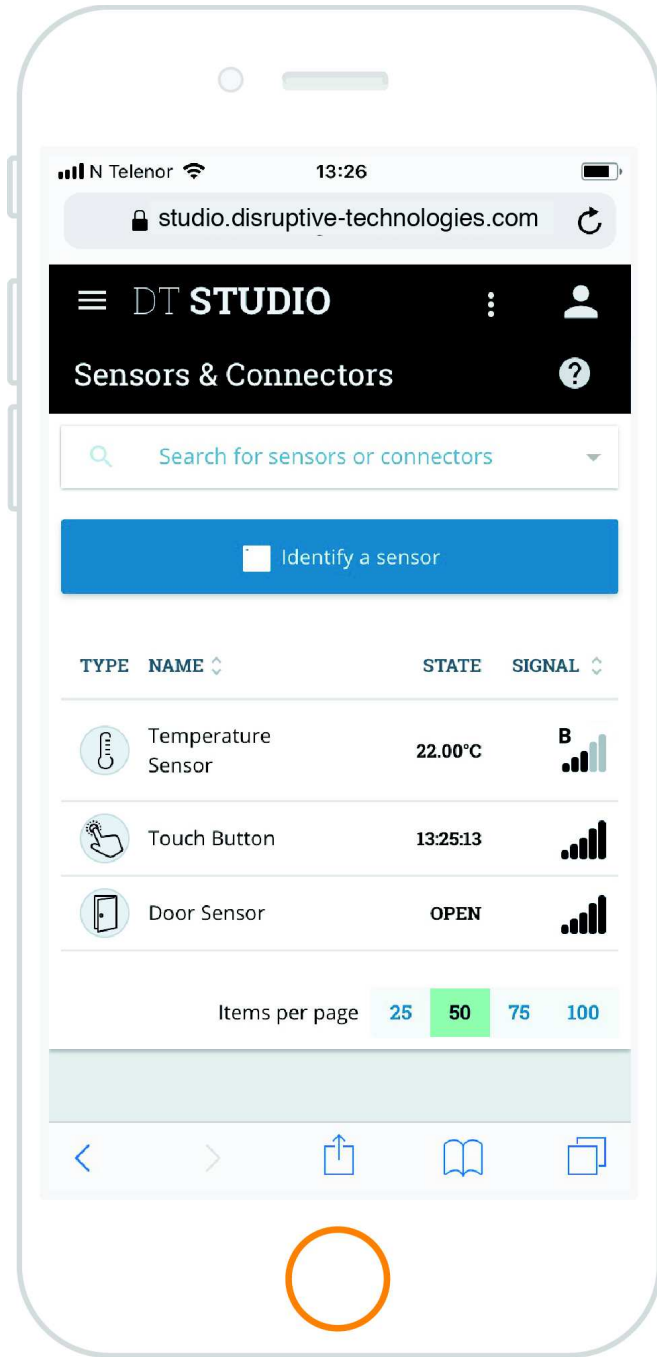 N Telenor 13:26
studio.disruptive-technologies.com
DT STUDIO
Sensors & Connectors
?
Search for sensors or connectors
Identify a sensor
TYPE NAME STATE SIGNAL
Temperature
Sensor
22.00°C
B
Touch Button 13:25:13
Door Sensor OPEN
Items per page 25 50 75 100